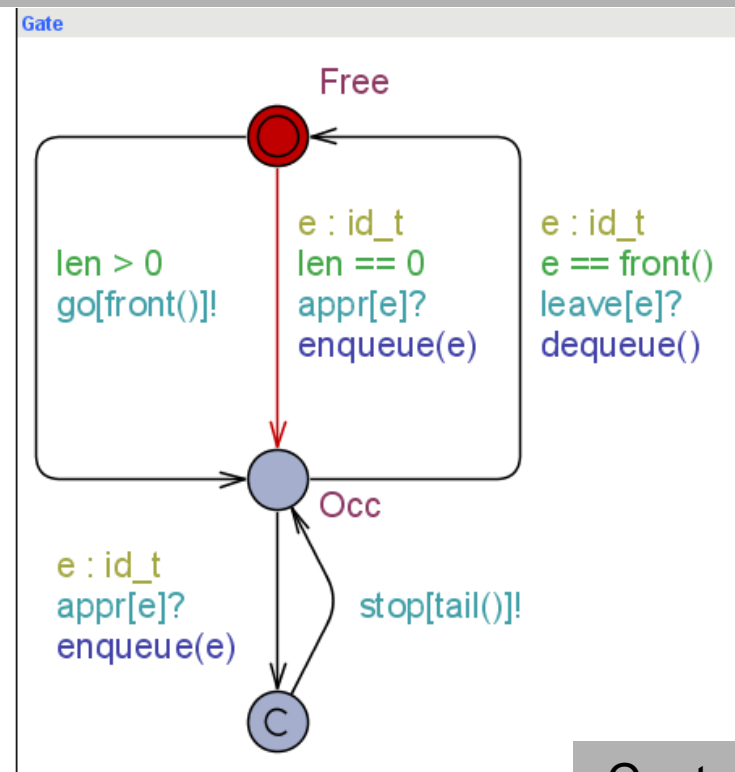 Gate
Free
len > 0
go[front()]!
e : id_t
len == 0
appr[e]?
enqueue(e)
e : id_t
e == front()
leave[e]?
dequeue()
Occ
e : id_t
appr[e]?
enqueue(e)
stop[tail()]!
C